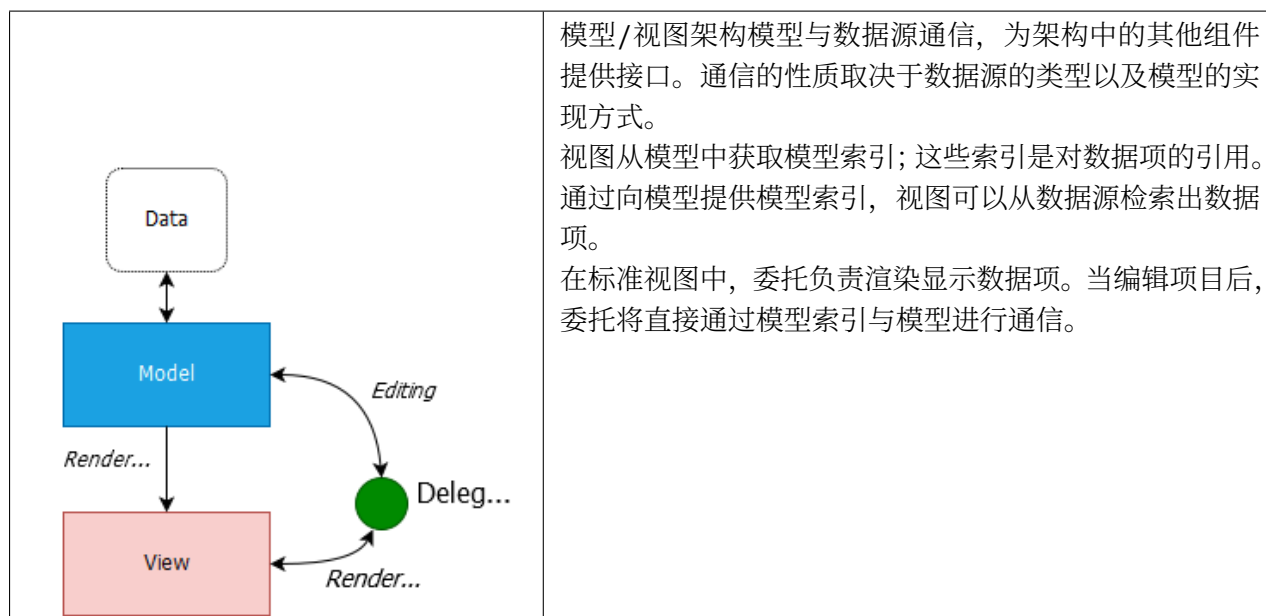 Data
Model
Editing
Render...
Deleg...
View
Render...
模型/视图架构模型与数据源通信，为架构中的其他组件
提供接口。通信的性质取决于数据源的类型以及模型的实
现方式。
视图从模型中获取模型索引；这些索引是对数据项的引用。
通过向模型提供模型索引，视图可以从数据源检索出数据
项。
在标准视图中，委托负责渲染显示数据项。当编辑项目后，
委托将直接通过模型索引与模型进行通信。